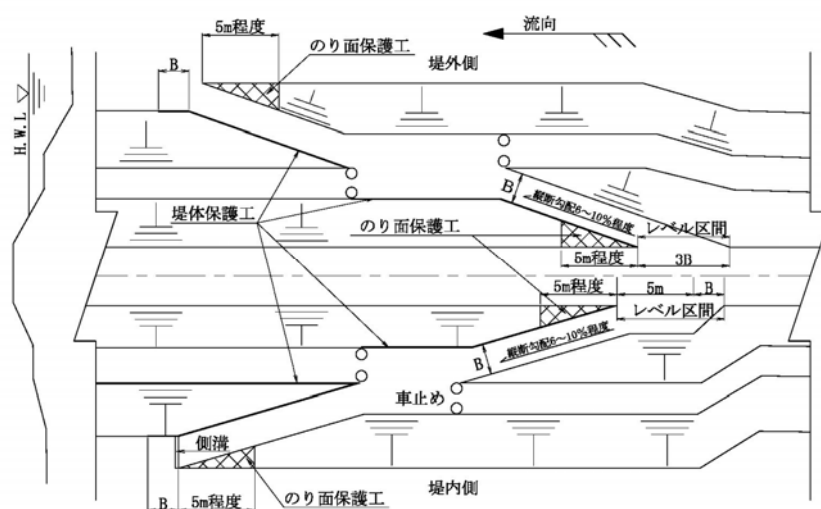 5m程度
のり面保護工
流向
堤外側
B
H.W.L
堤体保護工
のり面保護工
B
縦断勾配6～10%程度
レベル区間
5m程度
3B
5m程度
5m
B
レベル区間
B
縦断勾配6～10%程度
車止め
側溝
B
5m程度
のり面保護工
堤内側